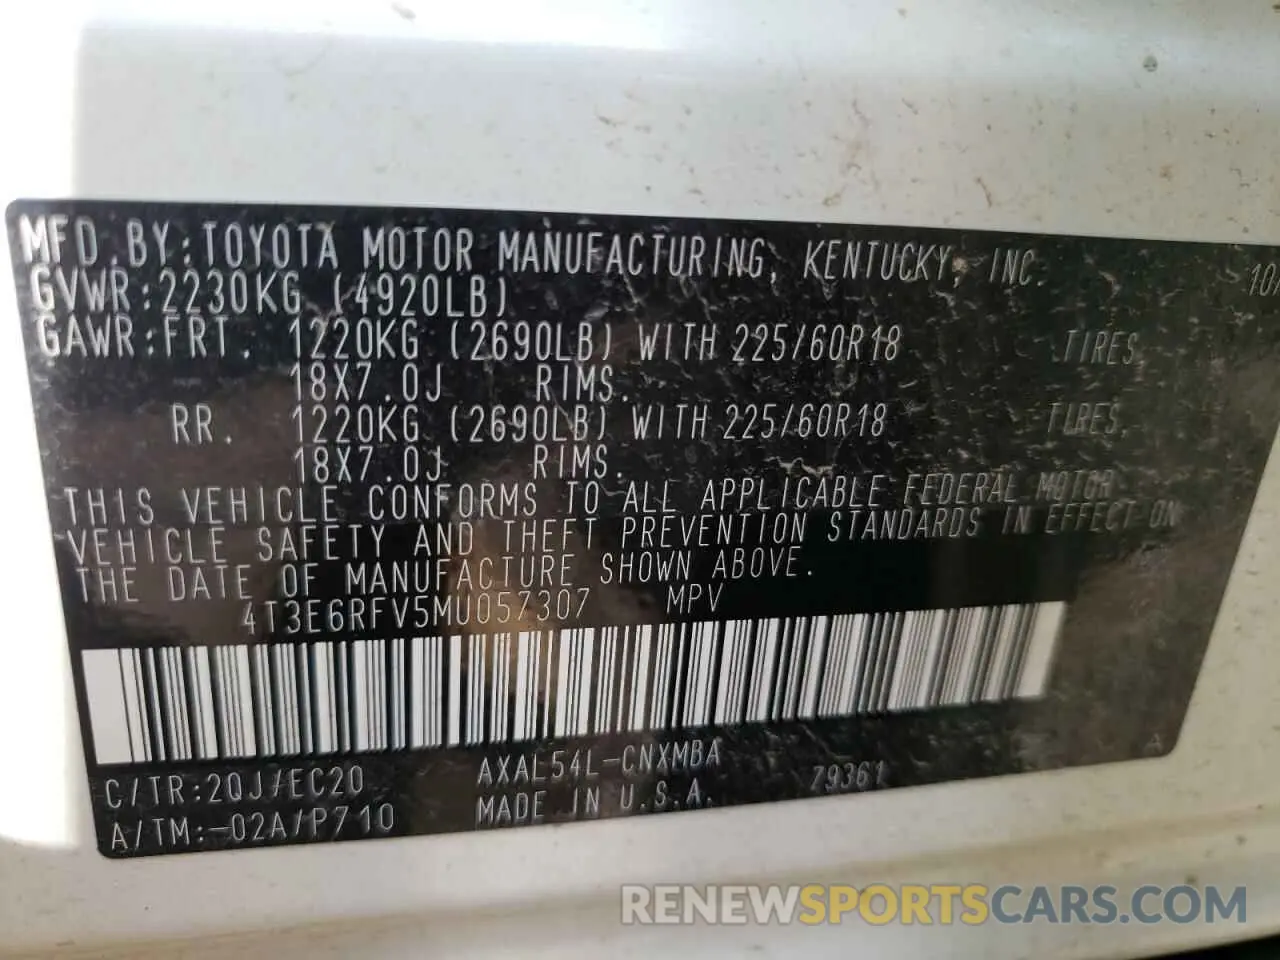 MFD.BY:TOYOTA MOTOR MANUFACTURING, KENTUCKY, INC. 10/
GVWR:2230KG (4920LB)
GAWR:FRT. 1220KG (2690LB) WITH 225/60R18 TIRES,
18X7.0J RIMS.
RR. 1220KG (2690LB) WITH 225/60R18 TIRES,
18X7.0J RIMS.
THIS VEHICLE CONFORMS TO ALL APPLICABLE FEDERAL MOTOR
VEHICLE SAFETY AND THEFT PREVENTION STANDARDS IN EFFECT ON
THE DATE OF MANUFACTURE SHOWN ABOVE.
4T3E6RFV5MU057307 MPV
C/TR:2QJ/EC20 AXAL54L-CNXMBA
A/TM:-02A/P710 MADE IN U.S.A. 79361 A
RENEWSPORTSCARS.COM